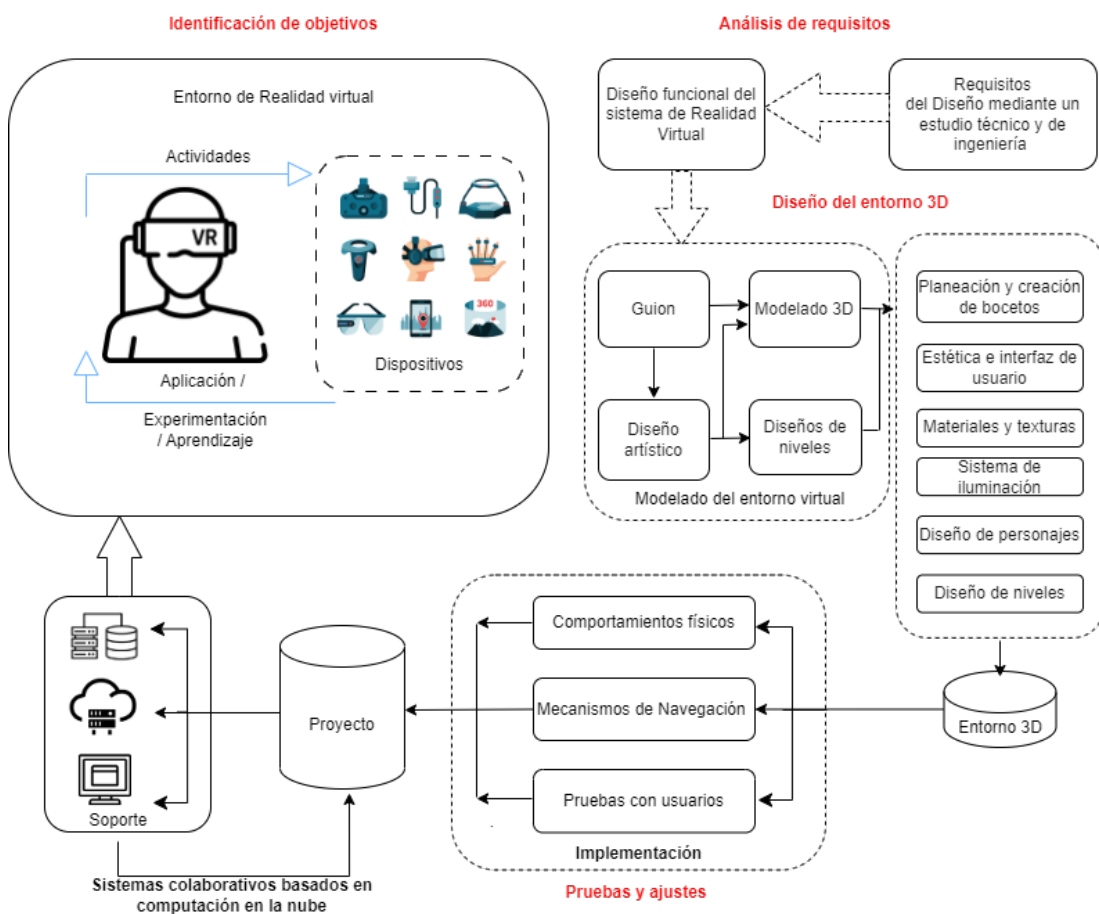 Identificación de objetivos
Entorno de Realidad virtual
Actividades
VR
360
Dispositivos
Aplicación /
Experimentación
/ Aprendizaje
Análisis de requisitos
Diseño funcional del
sistema de Realidad
Virtual
Requisitos
del Diseño mediante un
estudio técnico y de
ingeniería
Diseño del entorno 3D
Guion
Modelado 3D
Diseño
artístico
Diseños de
niveles
Modelado del entorno virtual
Planeación y creación
de bocetos
Estética e interfaz de
usuario
Materiales y texturas
Sistema de
iluminación
Diseño de personajes
Diseño de niveles
Entorno 3D
Comportamientos físicos
Mecanismos de Navegación
Pruebas con usuarios
Implementación
Pruebas y ajustes
Proyecto
Soporte
Sistemas colaborativos basados en
computación en la nube